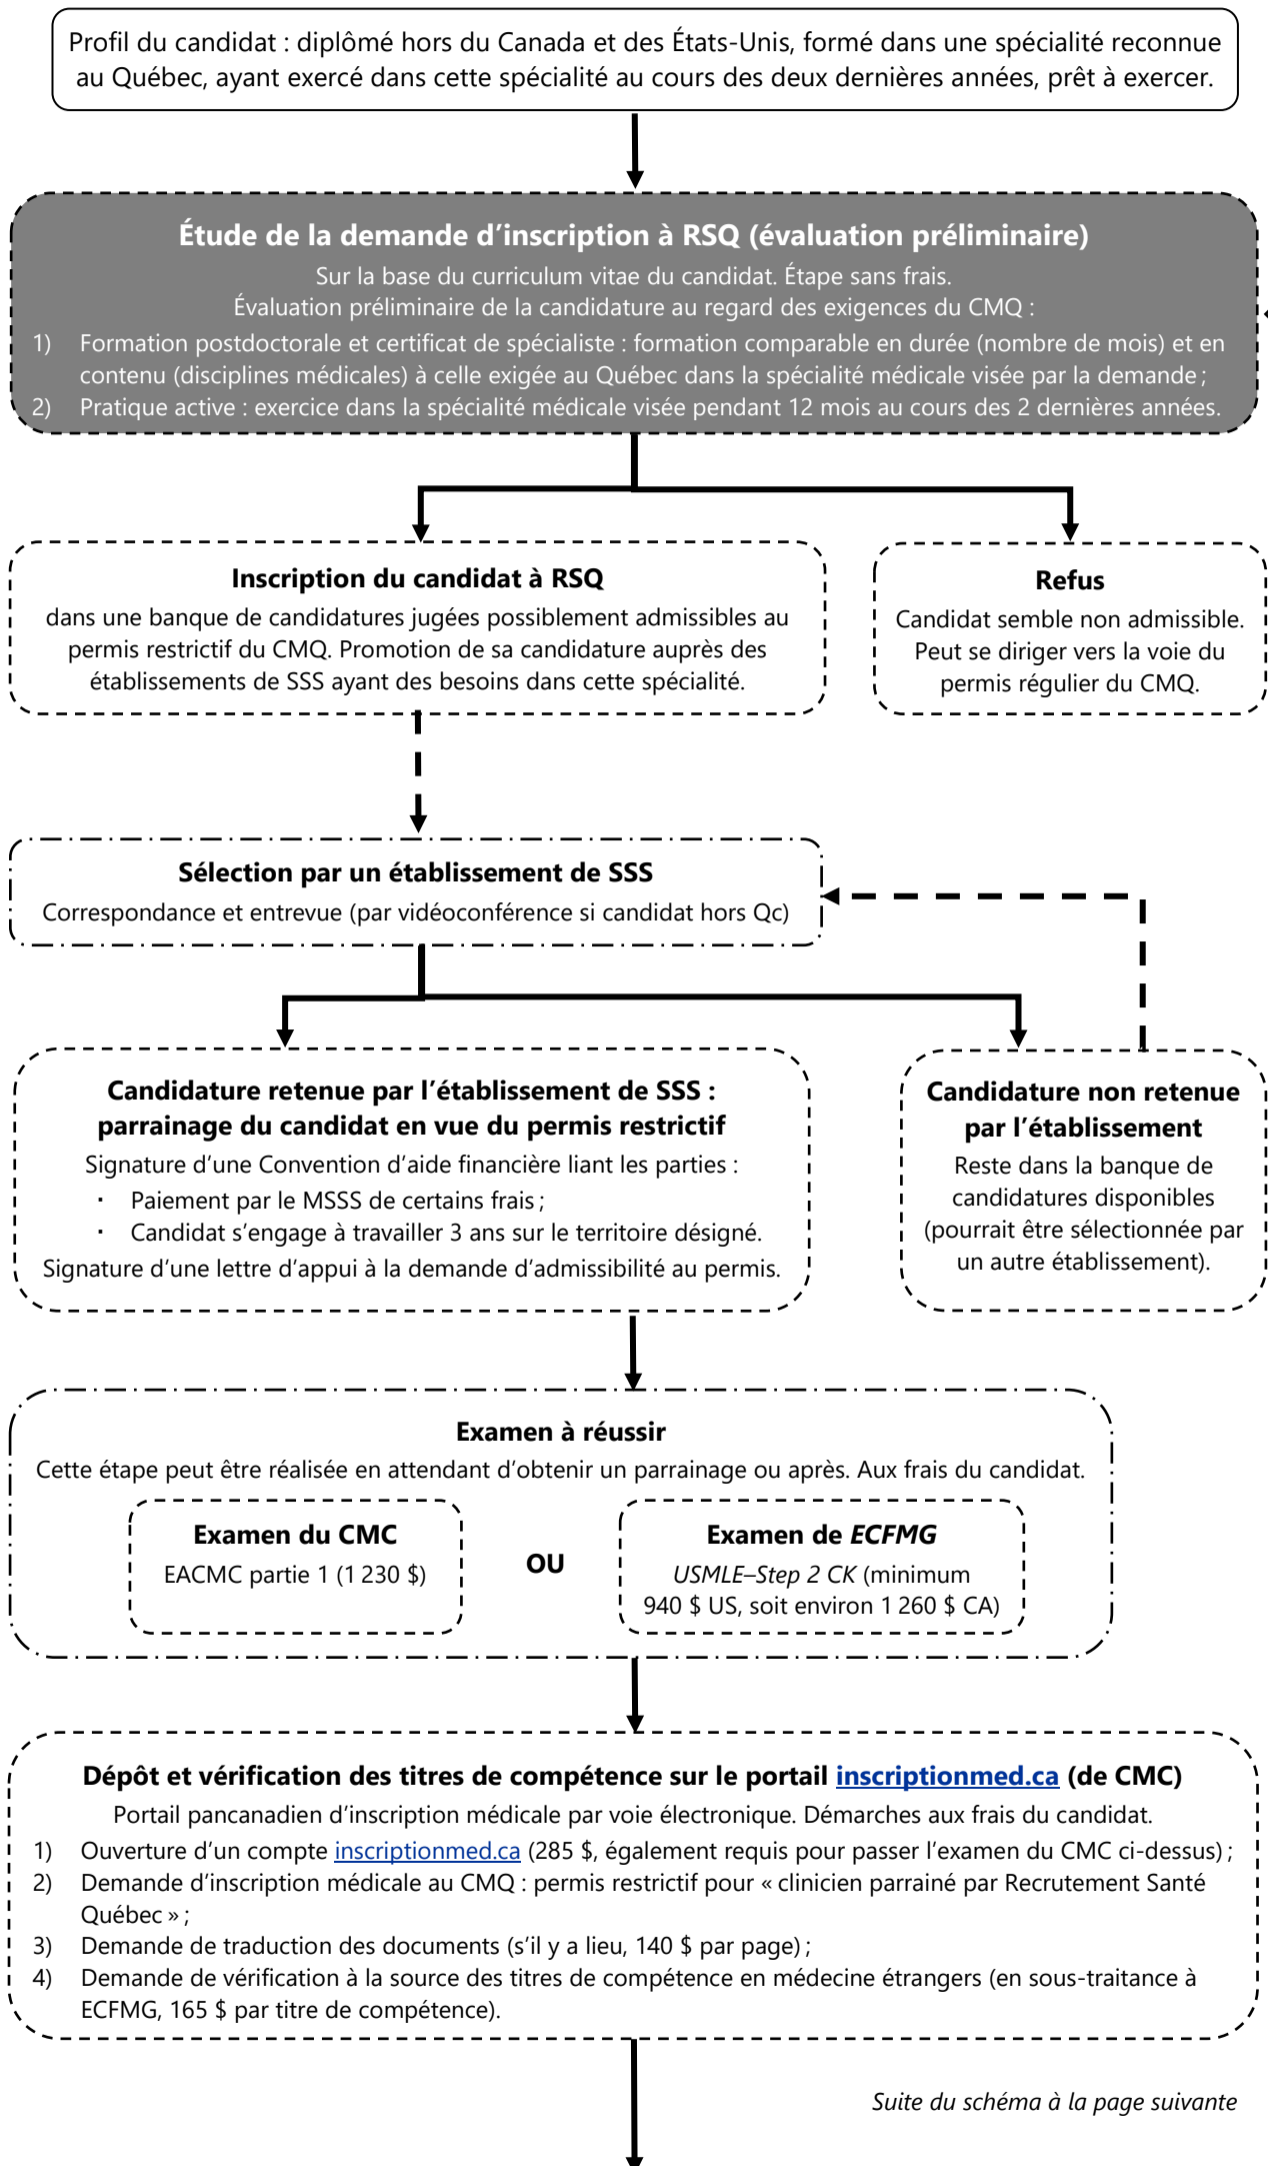 Profil du candidat : diplômé hors du Canada et des États-Unis, formé dans une spécialité reconnue
au Québec, ayant exercé dans cette spécialité au cours des deux dernières années, prêt à exercer.
Étude de la demande d’inscription à RSQ (évaluation préliminaire)
Sur la base du curriculum vitae du candidat. Étape sans frais.
Évaluation préliminaire de la candidature au regard des exigences du CMQ :
1) Formation postdoctorale et certificat de spécialiste : formation comparable en durée (nombre de mois) et en
contenu (disciplines médicales) à celle exigée au Québec dans la spécialité médicale visée par la demande ;
2) Pratique active : exercice dans la spécialité médicale visée pendant 12 mois au cours des 2 dernières années.
Inscription du candidat à RSQ
dans une banque de candidatures jugées possiblement admissibles au
permis restrictif du CMQ. Promotion de sa candidature auprès des
établissements de SSS ayant des besoins dans cette spécialité.
Refus
Candidat semble non admissible.
Peut se diriger vers la voie du
permis régulier du CMQ.
Sélection par un établissement de SSS
Correspondance et entrevue (par vidéoconférence si candidat hors Qc)
Candidature retenue par l’établissement de SSS :
parrainage du candidat en vue du permis restrictif
Signature d’une Convention d’aide financière liant les parties :
▪ Paiement par le MSSS de certains frais ;
▪ Candidat s’engage à travailler 3 ans sur le territoire désigné.
Signature d’une lettre d’appui à la demande d’admissibilité au permis.
Candidature non retenue
par l’établissement
Reste dans la banque de
candidatures disponibles
(pourrait être sélectionnée par
un autre établissement).
Examen à réussir
Cette étape peut être réalisée en attendant d’obtenir un parrainage ou après. Aux frais du candidat.
Examen du CMC
EACMC partie 1 (1 230 $)
OU
Examen de ECFMG
USMLE–Step 2 CK (minimum
940 $ US, soit environ 1 260 $ CA)
Dépôt et vérification des titres de compétence sur le portail inscriptionmed.ca (de CMC)
Portail pancanadien d’inscription médicale par voie électronique. Démarches aux frais du candidat.
1) Ouverture d’un compte inscriptionmed.ca (285 $, également requis pour passer l’examen du CMC ci-dessus) ;
2) Demande d’inscription médicale au CMQ : permis restrictif pour « clinicien parrainé par Recrutement Santé
Québec » ;
3) Demande de traduction des documents (s’il y a lieu, 140 $ par page) ;
4) Demande de vérification à la source des titres de compétence en médecine étrangers (en sous-traitance à
ECFMG, 165 $ par titre de compétence).
Suite du schéma à la page suivante